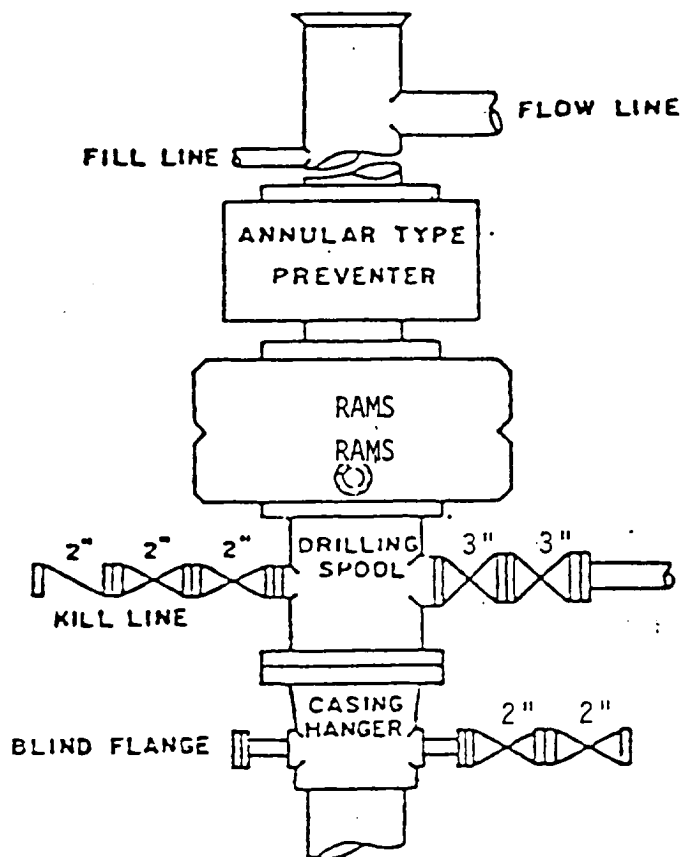 FLOW LINE
FILL LINE
ANNULAR TYPE
PREVENTER
RAMS
RAMS
2" 2" 2"
DRILLING
SPOOL
3" 3"
KILL LINE
CASING
HANGER
2" 2"
BLIND FLANGE